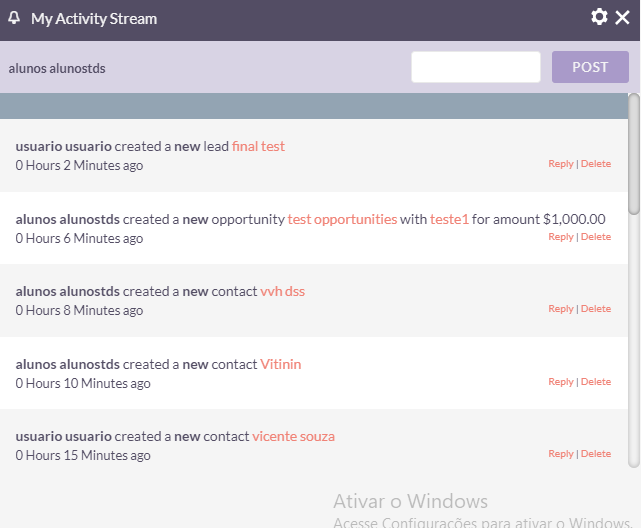 My Activity Stream
alunos alunostds
POST
usuario usuario created a new lead final test
0 Hours 2 Minutes ago
Reply | Delete
alunos alunostds created a new opportunity test opportunities with teste1 for amount $1,000.00
0 Hours 6 Minutes ago
Reply | Delete
alunos alunostds created a new contact vvh dss
0 Hours 8 Minutes ago
Reply | Delete
alunos alunostds created a new contact Vitinin
0 Hours 10 Minutes ago
Reply | Delete
usuario usuario created a new contact vicente souza
0 Hours 15 Minutes ago
Reply | Delete
Ativar o Windows
Acesse Configurações para ativar o Windows.